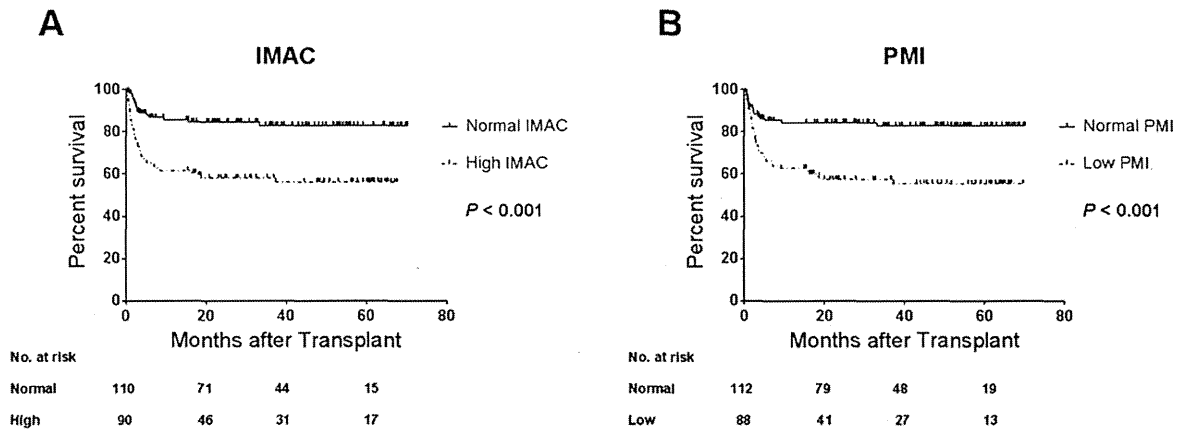 A
IMAC
100
80
60
40
20
0
Percent survival
0 20 40 60 80
Months after Transplant
Normal IMAC
High IMAC
P < 0.001
No. at risk
Normal 110 71 44 15
High 90 46 31 17
B
PMI
100
80
60
40
20
0
Percent survival
0 20 40 60 80
Months after Transplant
Normal PMI
Low PMI
P < 0.001
No. at risk
Normal 112 79 48 19
Low 88 41 27 13